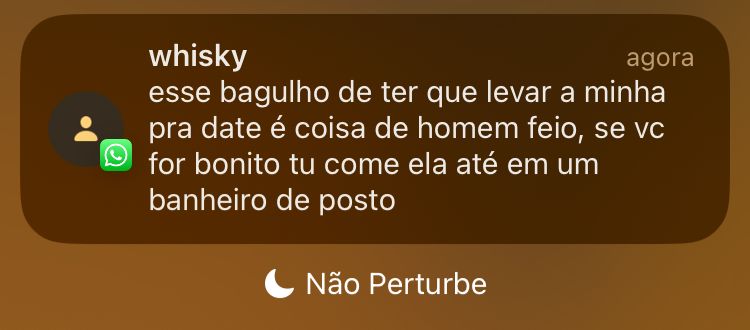 whisky
agora
esse bagulho de ter que levar a minha
pra date é coisa de homem feio, se vc
for bonito tu come ela até em um
banheiro de posto
Não Perturbe